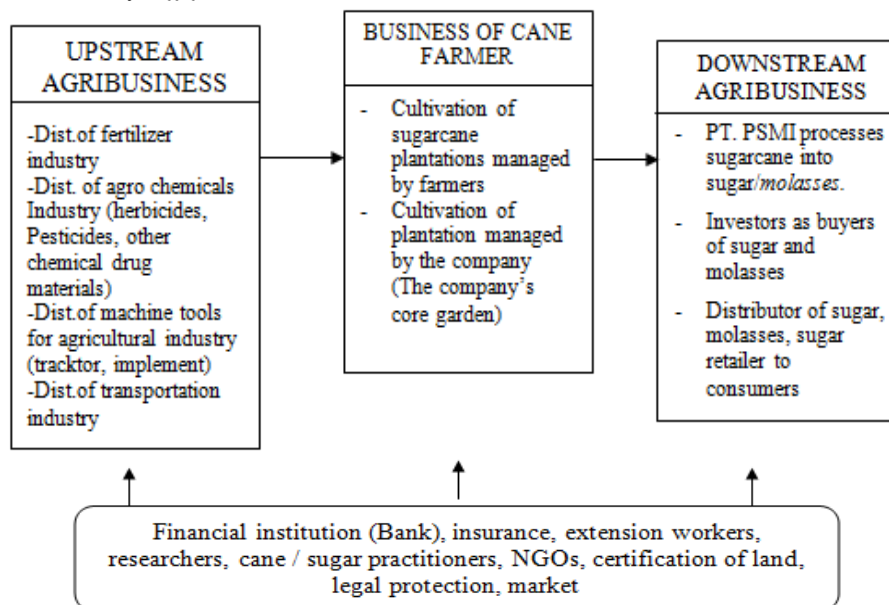 UPSTREAM
AGRIBUSINESS
-Dist.of fertilizer
industry
-Dist. of agro chemicals
Industry (herbicides,
Pesticides, other
chemical drug
materials)
-Dist.of machine tools
for agricultural industry
(tracktor, implement)
-Dist.of transportation
industry
BUSINESS OF CANE
FARMER
- Cultivation of
sugarcane
plantations managed
by farmers
- Cultivation of
plantation managed
by the company
(The company's
core garden)
DOWNSTREAM
AGRIBUSINESS
- PT. PSMI processes
sugarcane into
sugar/molasses.
- Investors as buyers
of sugar and
molasses
- Distributor of sugar,
molasses, sugar
retailer to
consumers
Financial institution (Bank), insurance, extension workers,
researchers, cane / sugar practitioners, NGOs, certification of land,
legal protection, market